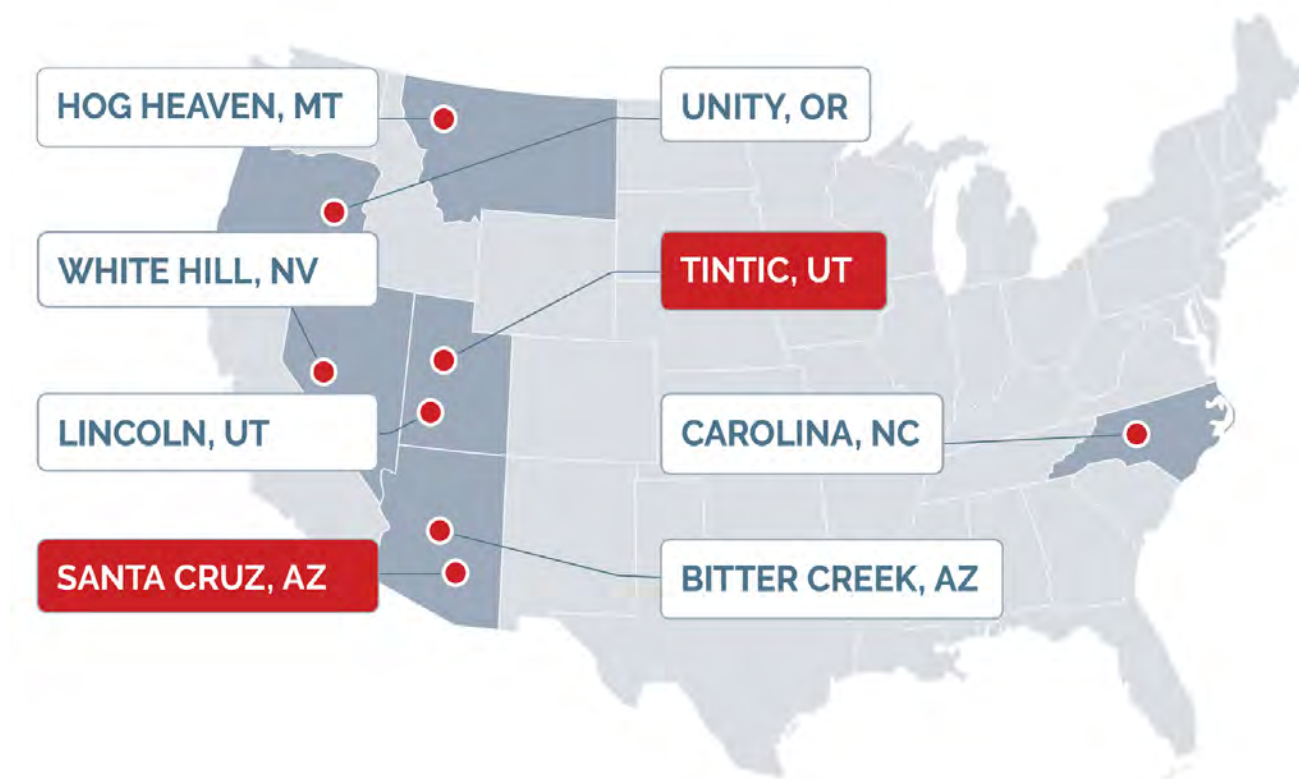 HOG HEAVEN, MT
UNITY, OR
WHITE HILL, NV
TINTIC, UT
LINCOLN, UT
CAROLINA, NC
SANTA CRUZ, AZ
BITTER CREEK, AZ